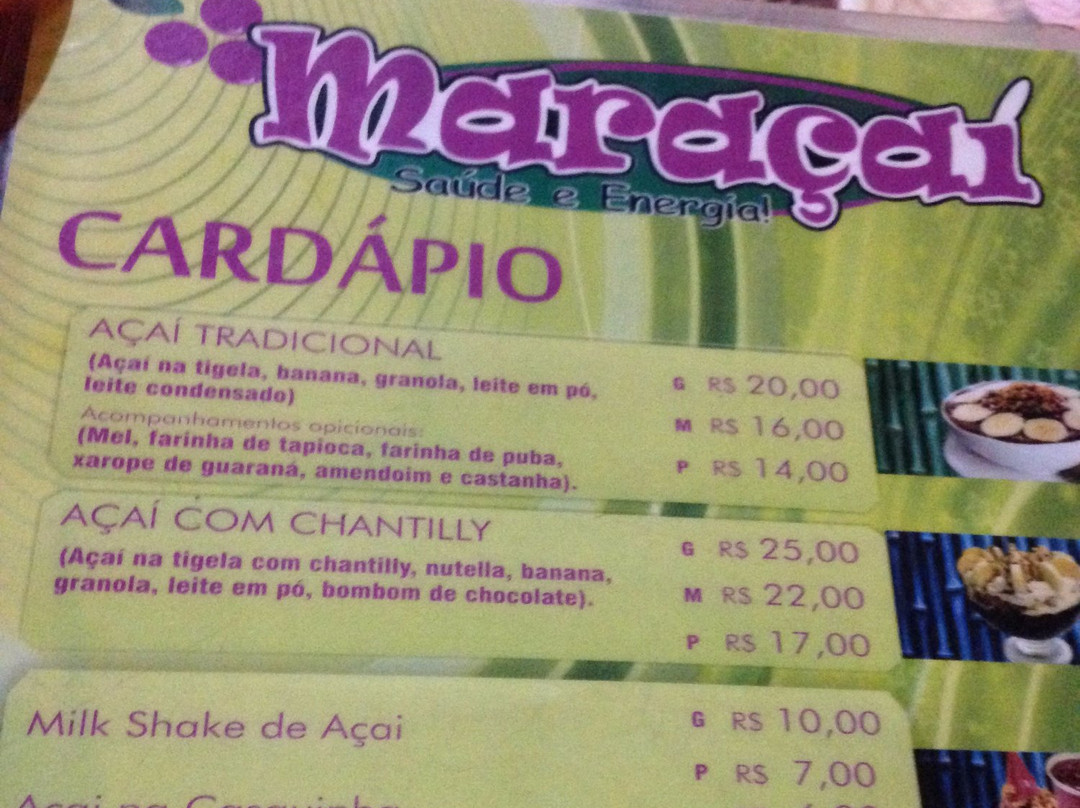 Maraçaí
Saúde e Energia!
CARDÁPIO
AÇAÍ TRADICIONAL
(Açaí na tigela, banana, granola, leite em pó,
leite condensado)
Acompanhamentos opicionais:
(Mel, farinha de tapioca, farinha de puba,
xarope de guaraná, amendoim e castanha).
G R$ 20,00
M R$ 16,00
P R$ 14,00
AÇAÍ COM CHANTILLY
(Açaí na tigela com chantilly, nutella, banana,
granola, leite em pó, bombom de chocolate).
G R$ 25,00
M R$ 22,00
P R$ 17,00
Milk Shake de Açai
G R$ 10,00
P R$ 7,00
Açai na